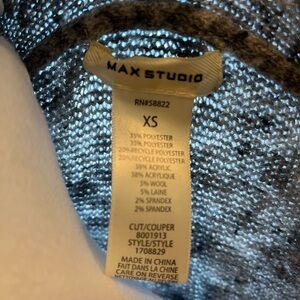 MAX STUDIO
RN#58822
XS
35% POLYESTER
35% POLYESTER
20% RECYCLE POLYESTER
20% RECYCLE POLYESTER
38% ACRYLIC
38% ACRYLIQUE
5% WOOL
5% LAINE
2% SPANDEX
2% SPANDEX
CUT/COUPER
8001913
STYLE/STYLE
1708829
MADE IN CHINA
FAIT DANS LA CHINE
CARE ON REVERSE